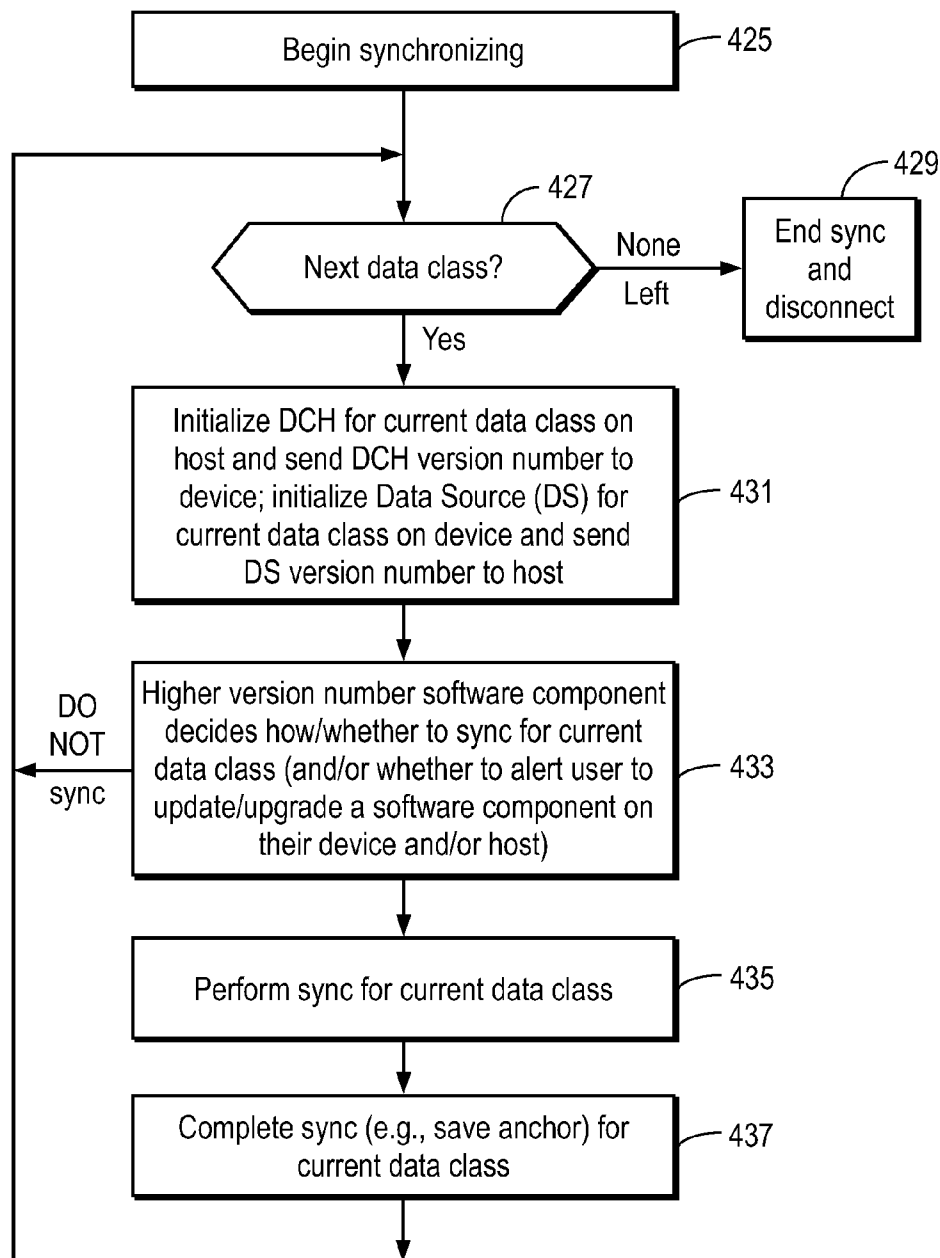 Begin synchronizing
425
427
429
Next data class?
None
Left
End sync
and
disconnect
Yes
Initialize DCH for current data class on
host and send DCH version number to
device; initialize Data Source (DS) for
current data class on device and send
DS version number to host
431
DO
NOT
sync
Higher version number software component
decides how/whether to sync for current
data class (and/or whether to alert user to
update/upgrade a software component on
their device and/or host)
433
Perform sync for current data class
435
Complete sync (e.g., save anchor) for
current data class
437